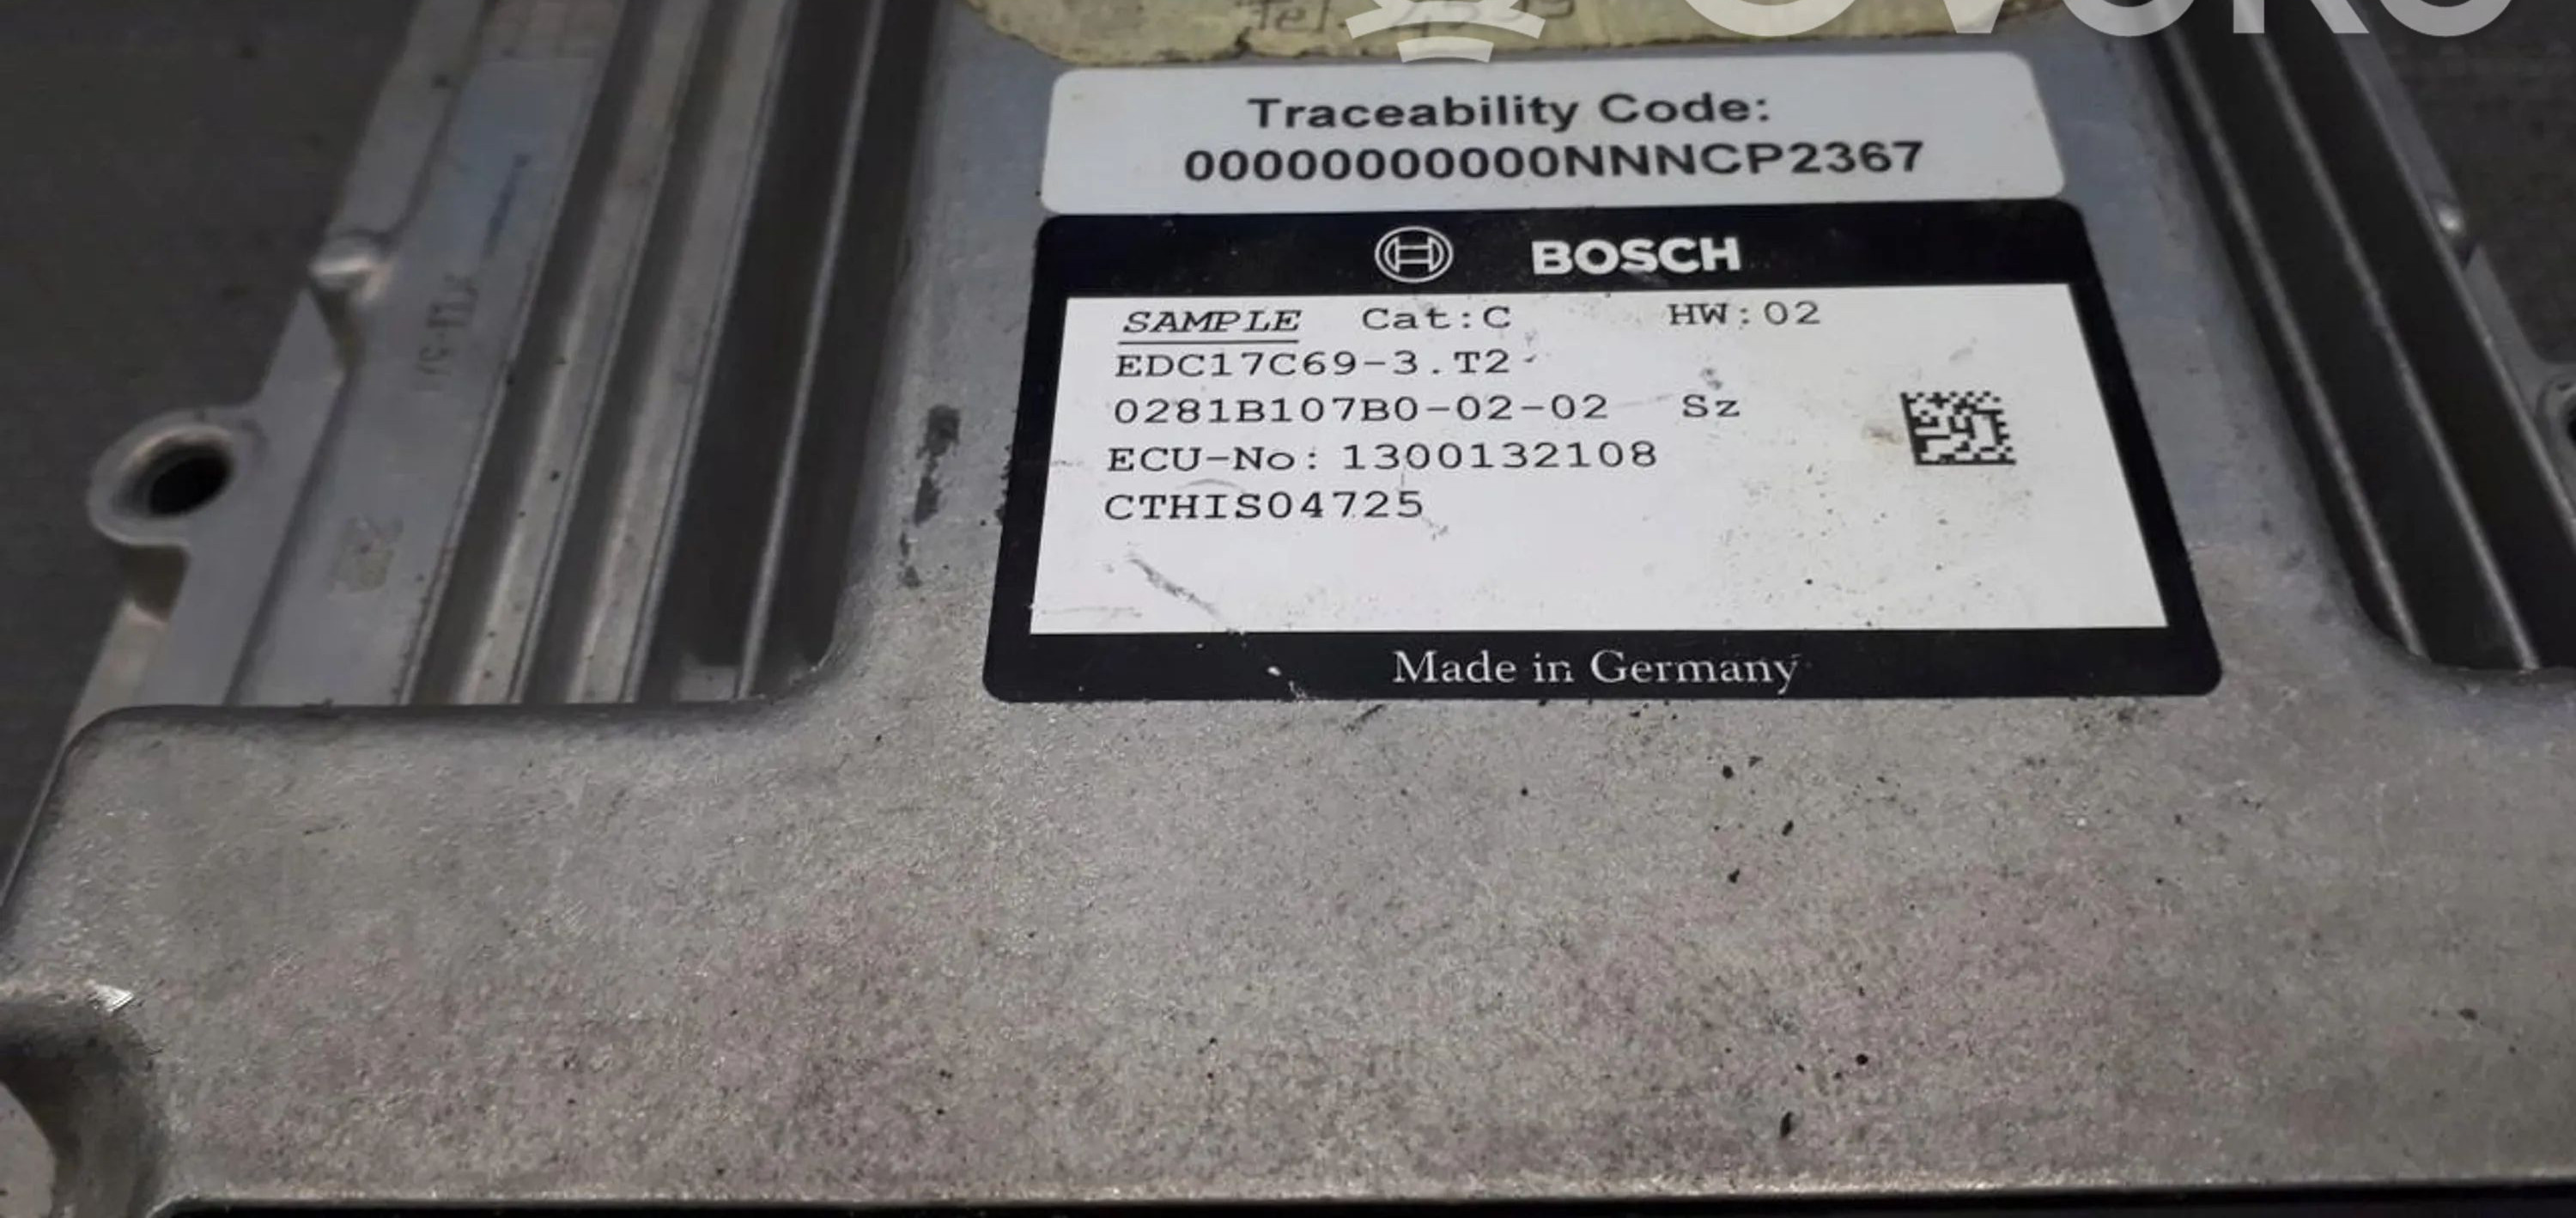 Traceability Code:
00000000000NNNCP2367
BOSCH
SAMPLE Cat:C HW:02
EDC17C69-3.T2
0281B107B0-02-02 Sz
ECU-No: 1300132108
CTHIS04725
Made in Germany